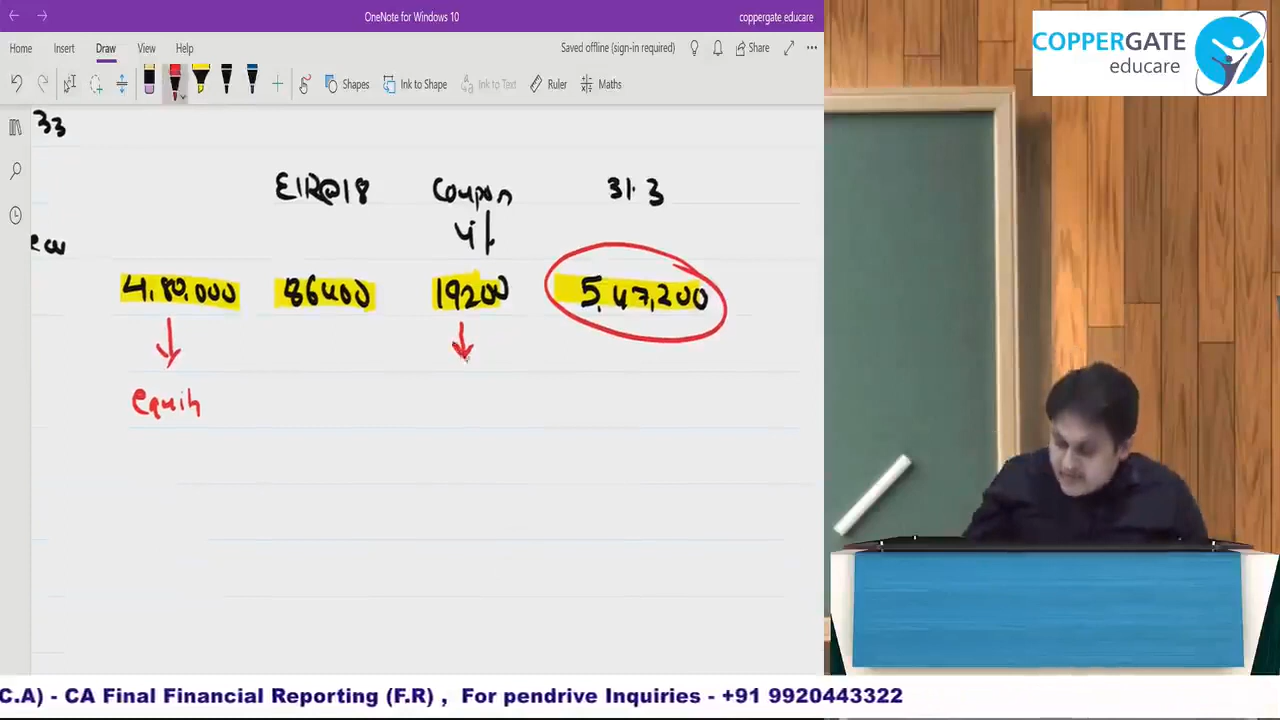 OneNote for Windows 10
coppergate educare
Home Insert Draw View Help
Saved offline (sign-in required) Share
Shapes Ink to Shape Ink to Text Ruler Maths
COPPERGATE
educare
33
EIR@18 Coupon 31.3
4%
4,80,000 86400 19200 5,47,200
C.A) - CA Final Financial Reporting (F.R) , For pendrive Inquiries - +91 9920443322